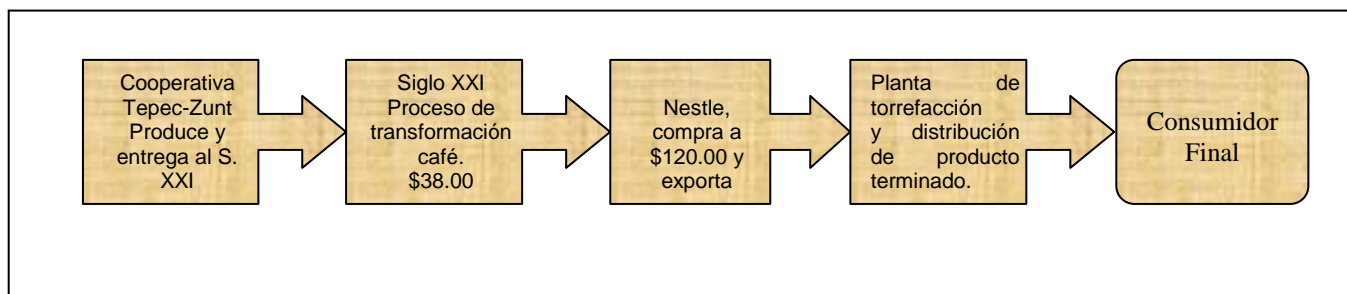 Cooperativa
Tepec-Zunt
Produce y
entrega al S.
XXI
Siglo XXI
Proceso de
transformación
café.
$38.00
Nestle,
compra a
$120.00 y
exporta
Planta de
torrefacción
y distribución
de producto
terminado.
Consumidor
Final